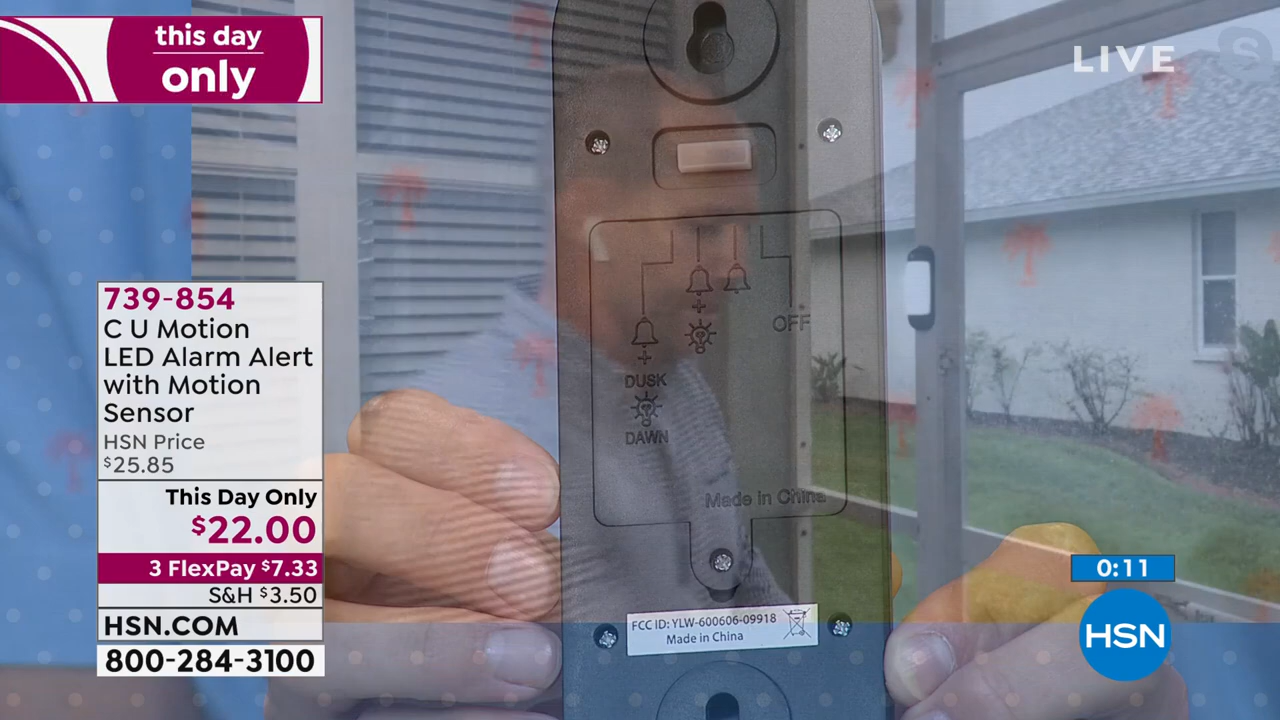 this day
only
LIVE
S
739-854
C U Motion
LED Alarm Alert
with Motion
Sensor
HSN Price
$25.85
This Day Only
$22.00
3 FlexPay $7.33
S&H $3.50
HSN.COM
800-284-3100
+
OFF
+
DUSK
DAWN
Made in China
FCC ID: YLW-600606-09918
Made in China
0:11
HSN